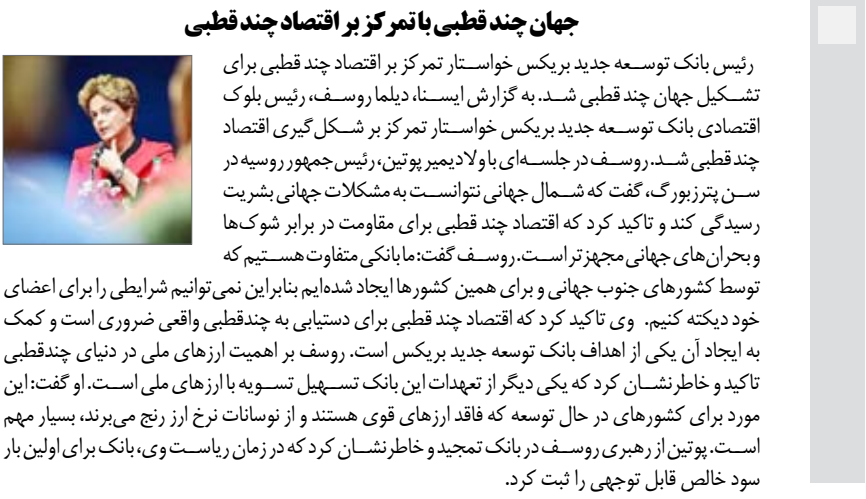 جهان چند قطبی با تمرکز بر اقتصاد چند قطبی
رئیس بانک توسعه جدید بریکس خواستار تمرکز بر اقتصاد چند قطبی برای
تشکیل جهان چند قطبی شد. به گزارش ایسنا، دیلما روسف، رئیس بلوک
اقتصادی بانک توسعه جدید بریکس خواستار تمرکز بر شکل گیری اقتصاد
چند قطبی شد. روسف در جلسه‌ای با ولادیمیر پوتین، رئیس جمهور روسیه در
سن پترزبورگ، گفت که شمال جهانی نتوانست به مشکلات جهانی بشریت
رسیدگی کند و تاکید کرد که اقتصاد چند قطبی برای مقاومت در برابر شوک‌ها
و بحران‌های جهانی مجهزتر است. روسف گفت: ما بانکی متفاوت هستیم که
توسط کشورهای جنوب جهانی و برای همین کشورها ایجاد شده‌ایم بنابراین نمی‌توانیم شرایطی را برای اعضای
خود دیکته کنیم. وی تاکید کرد که اقتصاد چند قطبی برای دستیابی به چندقطبی واقعی ضروری است و کمک
به ایجاد آن یکی از اهداف بانک توسعه جدید بریکس است. روسف بر اهمیت ارزهای ملی در دنیای چندقطبی
تاکید و خاطرنشان کرد که یکی دیگر از تعهدات این بانک تسهیل تسویه با ارزهای ملی است. او گفت: این
مورد برای کشورهای در حال توسعه که فاقد ارزهای قوی هستند و از نوسانات نرخ ارز رنج می‌برند، بسیار مهم
است. پوتین از رهبری روسف در بانک تمجید و خاطرنشان کرد که در زمان ریاست وی، بانک برای اولین بار
سود خالص قابل توجهی را ثبت کرد.